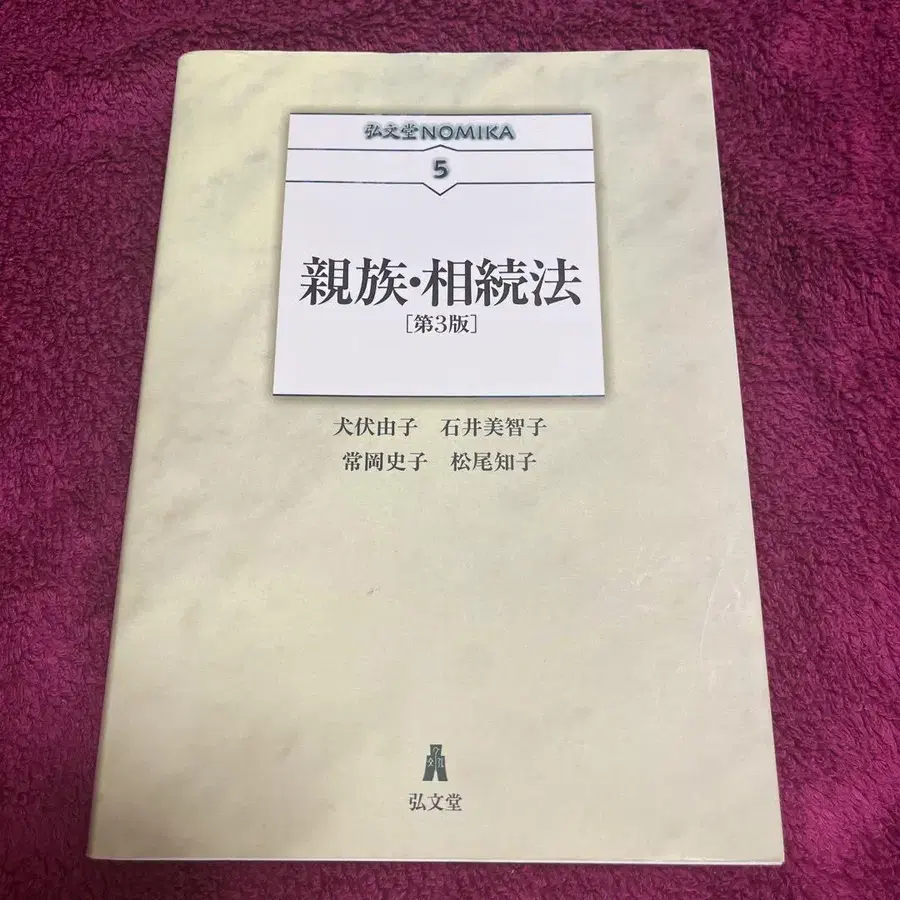 弘文堂NOMIKA
5
親族・相続法
[第3版]
犬伏由子 石井美智子
常岡史子 松尾知子
弘文堂